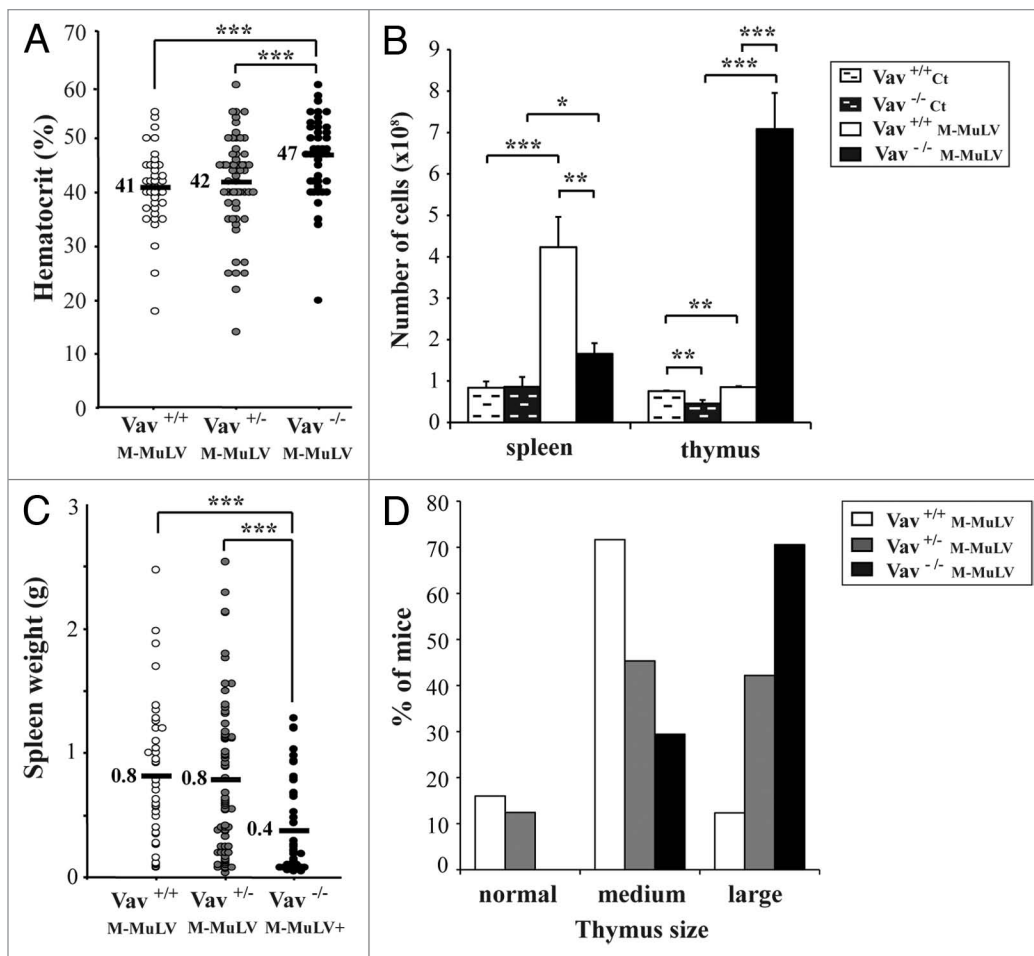 A
Hematocrit (%)
70
60
50
40
30
20
10
0
***
***
41
42
47
Vav +/+
M-MuLV
Vav +/-
M-MuLV
Vav -/-
M-MuLV
B
Number of cells (x10⁸)
9
8
7
6
5
4
3
2
1
0
***
*
**
***
**
**
***
***
spleen
thymus
Vav +/+ Ct
Vav -/- Ct
Vav +/+ M-MuLV
Vav -/- M-MuLV
C
Spleen weight (g)
3
2
1
0
***
***
0.8
0.8
0.4
Vav +/+
M-MuLV
Vav +/-
M-MuLV
Vav -/-
M-MuLV+
D
% of mice
80
70
60
50
40
30
20
10
0
normal
medium
large
Thymus size
Vav +/+ M-MuLV
Vav +/- M-MuLV
Vav -/- M-MuLV